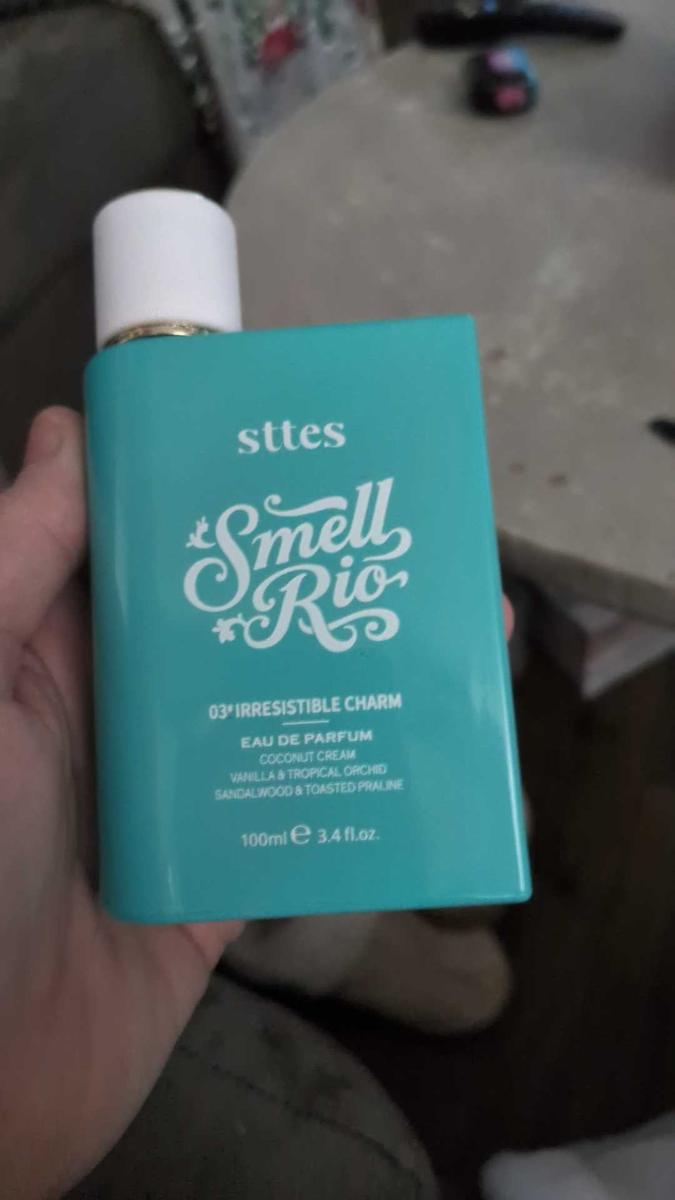 sttes
Smell
Rio
03# IRRESISTIBLE CHARM
EAU DE PARFUM
COCONUT CREAM
VANILLA & TROPICAL ORCHID
SANDALWOOD & TOASTED PRALINE
100ml ℮ 3.4 fl.oz.